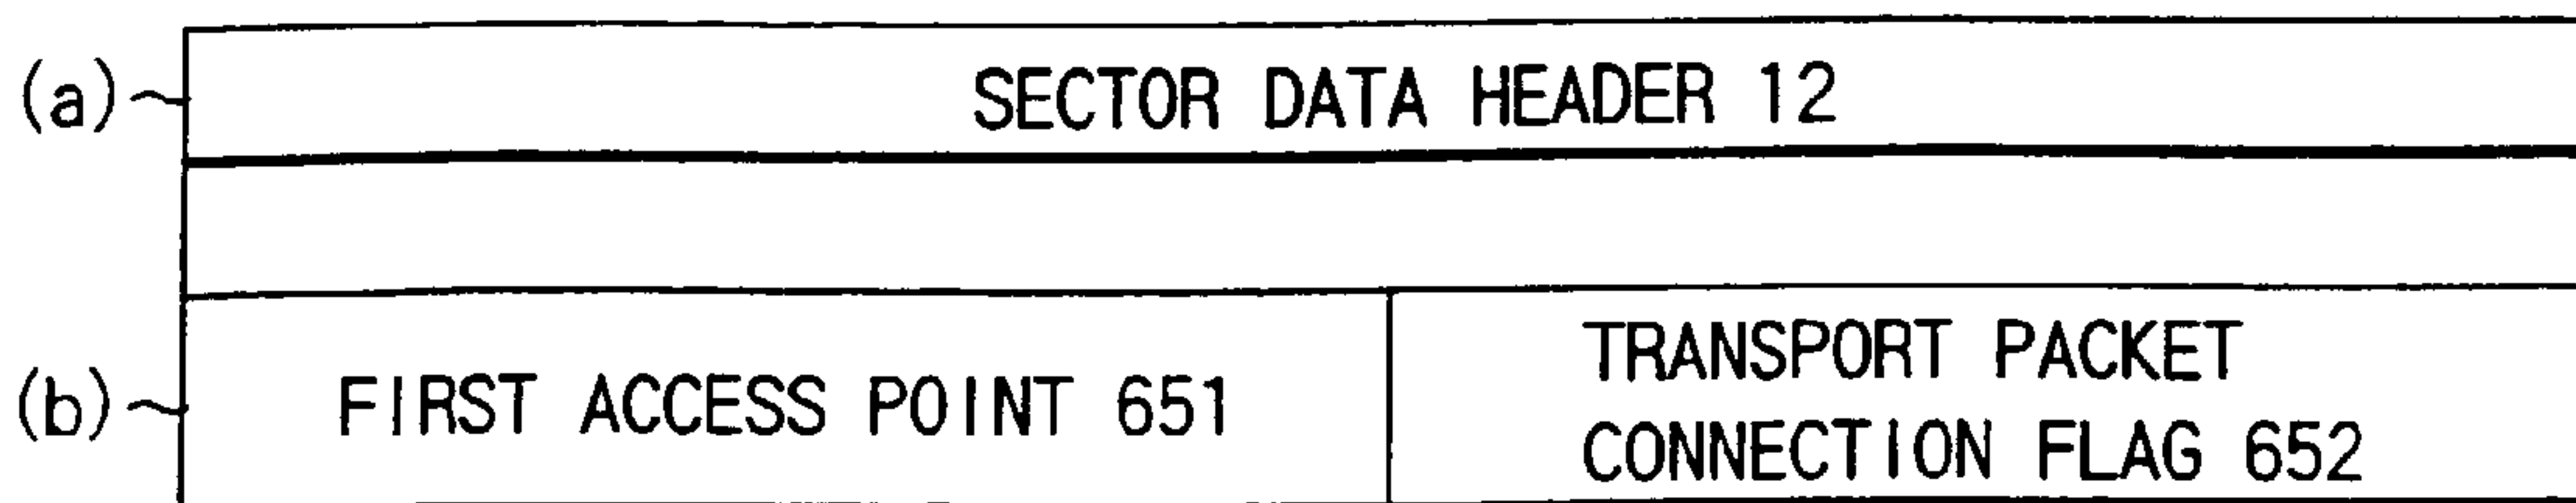 (a) SECTOR DATA HEADER 12
(b) FIRST ACCESS POINT 651
TRANSPORT PACKET
CONNECTION FLAG 652